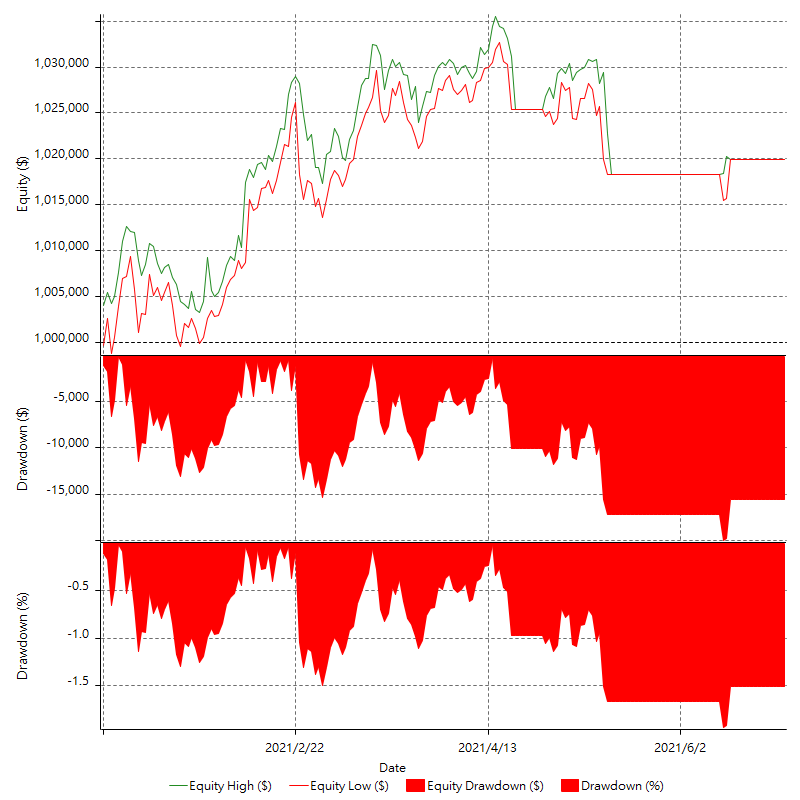 1,030,000
1,025,000
1,020,000
1,015,000
1,010,000
1,005,000
1,000,000
Equity ($)
-5,000
-10,000
-15,000
Drawdown ($)
-0.5
-1.0
-1.5
Drawdown (%)
2021/2/22 2021/4/13 2021/6/2
Date
Equity High ($) Equity Low ($) Equity Drawdown ($) Drawdown (%)